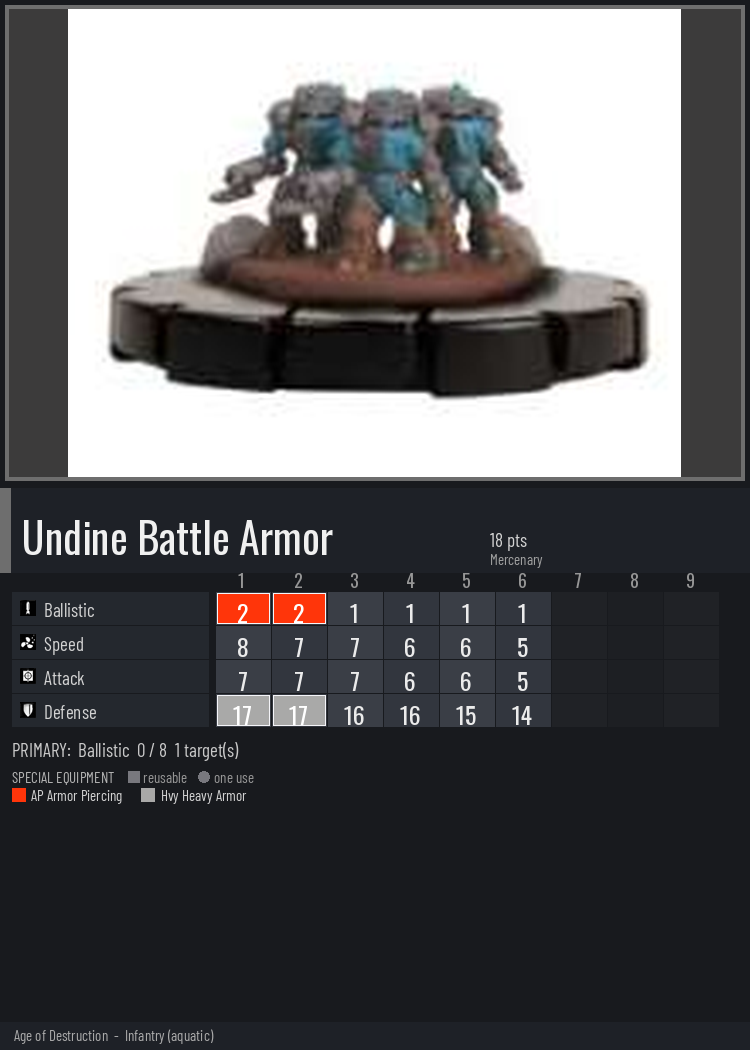 Undine Battle Armor
18 pts
Mercenary
1 2 3 4 5 6 7 8 9
Ballistic 2 2 1 1 1 1
Speed 8 7 7 6 6 5
Attack 7 7 7 6 6 5
Defense 17 17 16 16 15 14
PRIMARY: Ballistic 0 / 8 1 target(s)
SPECIAL EQUIPMENT reusable one use
AP Armor Piercing Hvy Heavy Armor
Age of Destruction - Infantry (aquatic)